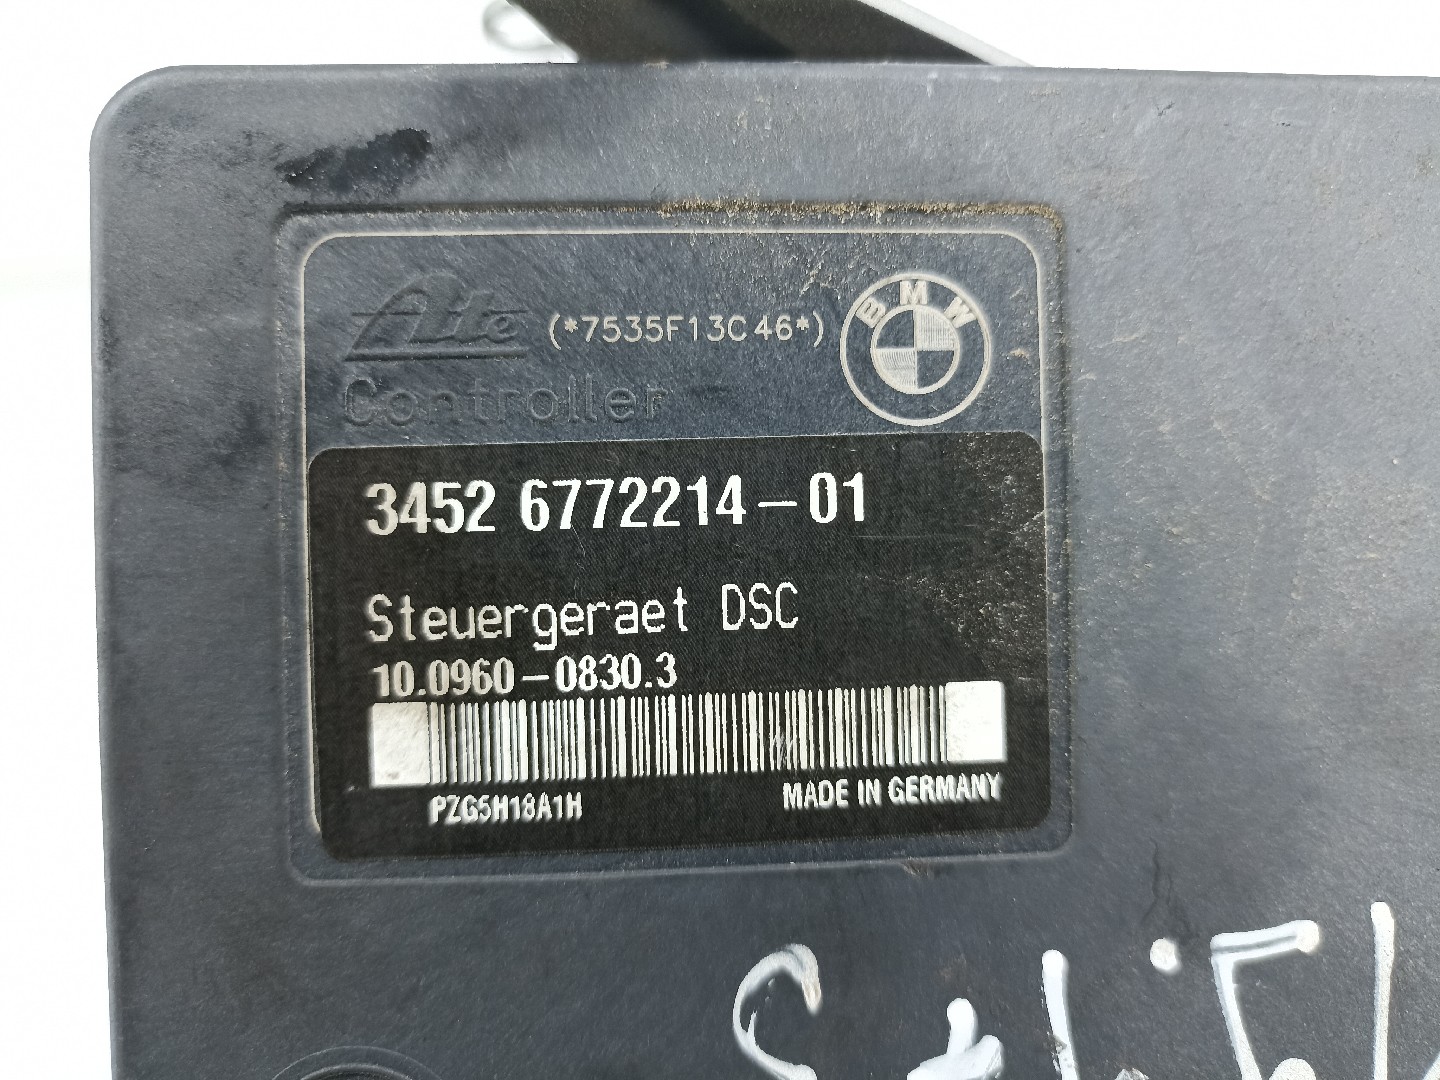 Ate (*7535F13C46*) BMW
Controller
3452 6772214-01
Steuergeraet DSC
10.0960-0830.3
PZG5H18A1H MADE IN GERMANY